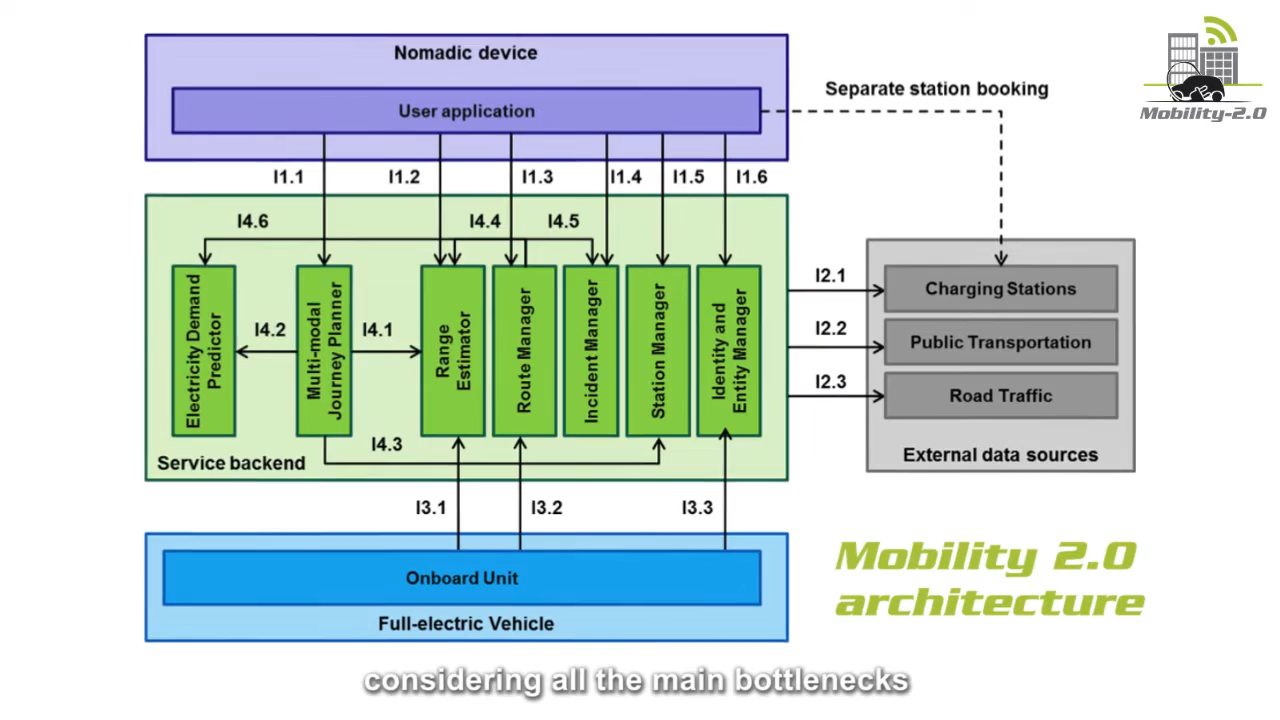 Nomadic device
User application
Separate station booking
Mobility-2.0
I1.1
I1.2
I1.3
I1.4
I1.5
I1.6
I4.6
I4.4
I4.5
Electricity Demand
Predictor
I4.2
Multi-modal
Journey Planner
I4.1
Range
Estimator
Route Manager
Incident Manager
Station Manager
Identity and
Entity Manager
I4.3
Service backend
I2.1
I2.2
I2.3
Charging Stations
Public Transportation
Road Traffic
External data sources
I3.1
I3.2
I3.3
Onboard Unit
Full-electric Vehicle
Mobility 2.0
architecture
considering all the main bottlenecks